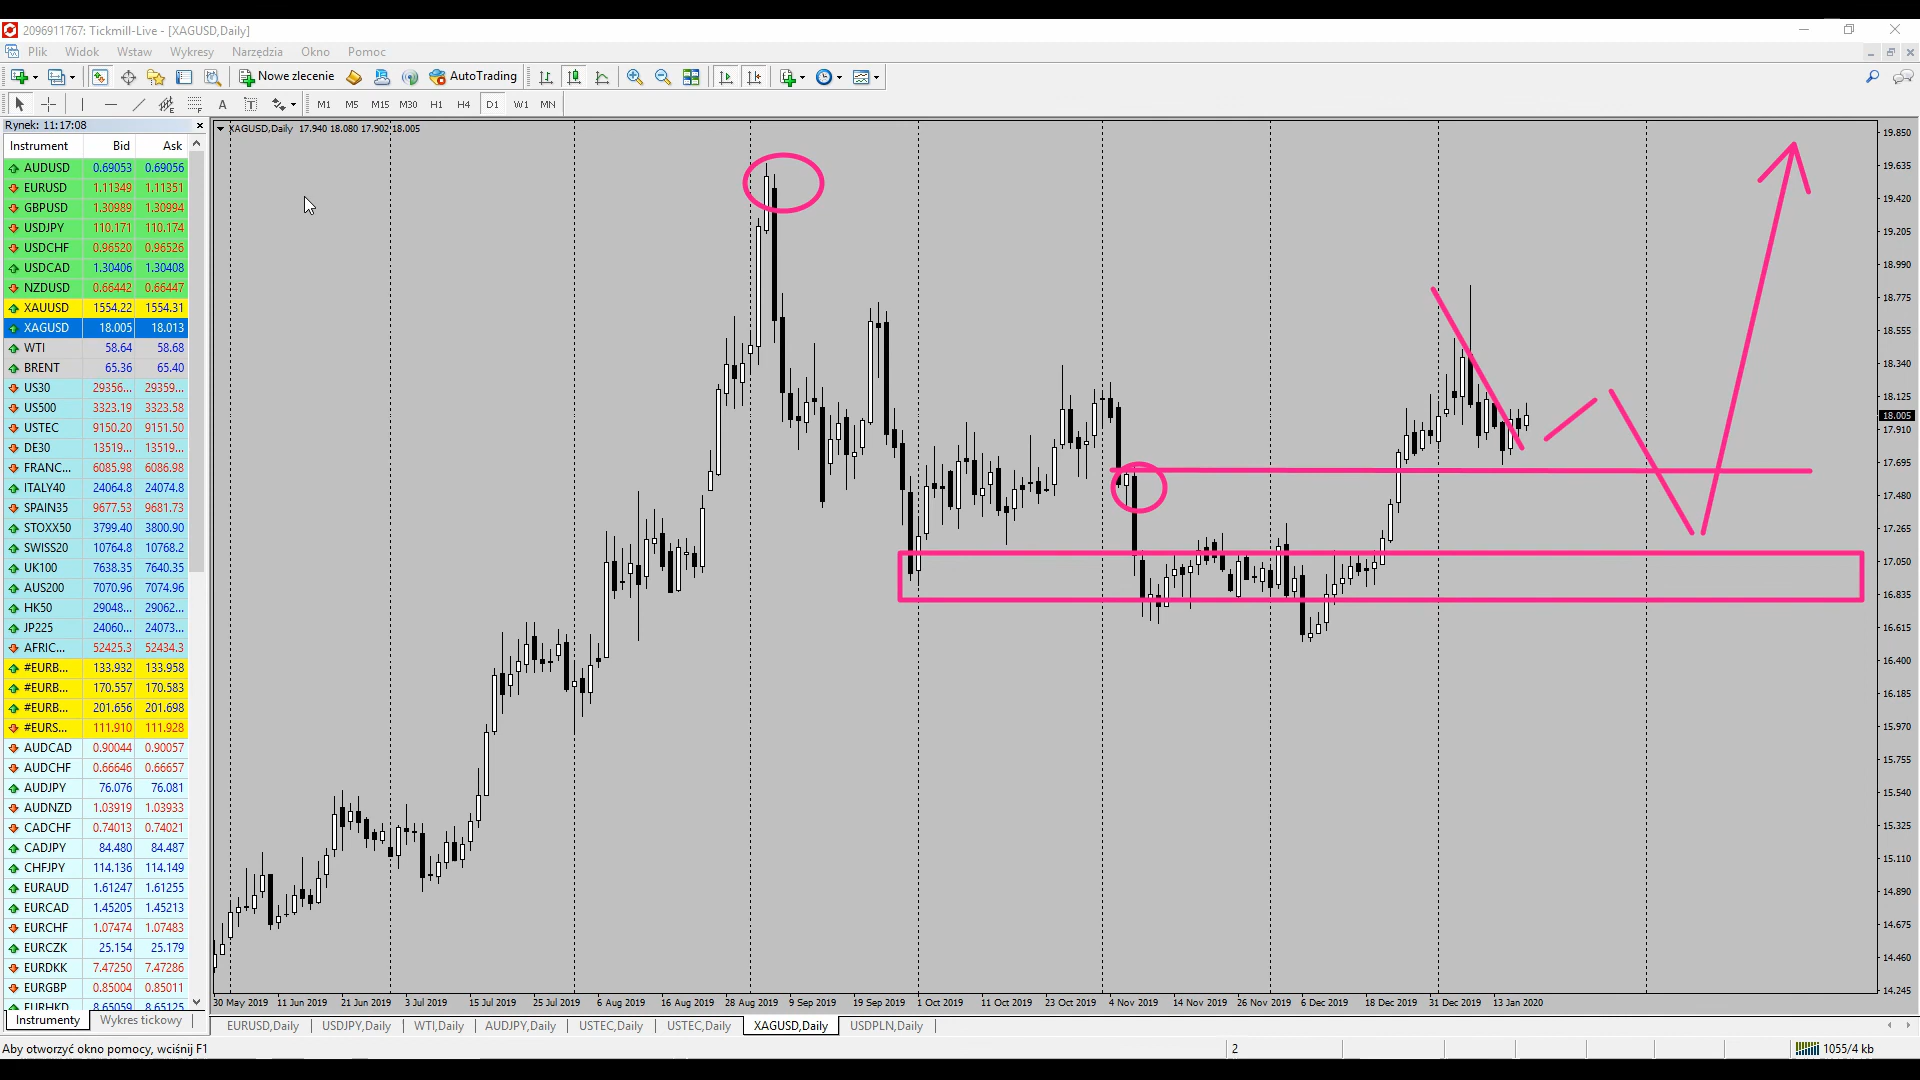 2096911767: Tickmill-Live - [XAGUSD,Daily]
Plik Widok Wstaw Wykresy Narzędzia Okno Pomoc
Nowe zlecenie AutoTrading
A T M1 M5 M15 M30 H1 H4 D1 W1 MN
Rynek: 11:17:08
Instrument Bid Ask
AUDUSD 0.69053 0.69056
EURUSD 1.11349 1.11351
GBPUSD 1.30989 1.30994
USDJPY 110.171 110.174
USDCHF 0.96520 0.96526
USDCAD 1.30406 1.30408
NZDUSD 0.66442 0.66447
XAUUSD 1554.22 1554.31
XAGUSD 18.005 18.013
WTI 58.64 58.68
BRENT 65.36 65.40
US30 29356... 29359...
US500 3323.19 3323.58
USTEC 9150.20 9151.50
DE30 13519... 13519...
FRANC... 6085.98 6086.98
ITALY40 24064.8 24074.8
SPAIN35 9677.53 9681.73
STOXX50 3799.40 3800.90
SWISS20 10764.8 10768.2
UK100 7638.35 7640.35
AUS200 7070.96 7074.96
HK50 29048... 29062...
JP225 24060... 24073...
AFRIC... 52425.3 52434.3
#EURB... 133.932 133.958
#EURB... 170.557 170.583
#EURB... 201.656 201.698
#EURS... 111.910 111.928
AUDCAD 0.90044 0.90057
AUDCHF 0.66646 0.66657
AUDJPY 76.076 76.081
AUDNZD 1.03919 1.03933
CADCHF 0.74013 0.74021
CADJPY 84.480 84.487
CHFJPY 114.136 114.149
EURAUD 1.61247 1.61255
EURCAD 1.45205 1.45213
EURCHF 1.07474 1.07483
EURCZK 25.154 25.179
EURDKK 7.47250 7.47286
EURGBP 0.85004 0.85011
EURHKD 8.65059 8.65125
Instrumenty Wykres tickowy
XAGUSD,Daily 17.940 18.080 17.902 18.005
19.850
19.635
19.420
19.205
18.990
18.775
18.555
18.340
18.125
18.005
17.910
17.695
17.480
17.265
17.050
16.835
16.615
16.400
16.185
15.970
15.755
15.540
15.325
15.110
14.890
14.675
14.460
14.245
30 May 2019 11 Jun 2019 21 Jun 2019 3 Jul 2019 15 Jul 2019 25 Jul 2019 6 Aug 2019 16 Aug 2019 28 Aug 2019 9 Sep 2019 19 Sep 2019 1 Oct 2019 11 Oct 2019 23 Oct 2019 4 Nov 2019 14 Nov 2019 26 Nov 2019 6 Dec 2019 18 Dec 2019 31 Dec 2019 13 Jan 2020
EURUSD,Daily USDJPY,Daily WTI,Daily AUDJPY,Daily USTEC,Daily USTEC,Daily XAGUSD,Daily USDPLN,Daily
Aby otworzyć okno pomocy, wciśnij F1
2
1055/4 kb